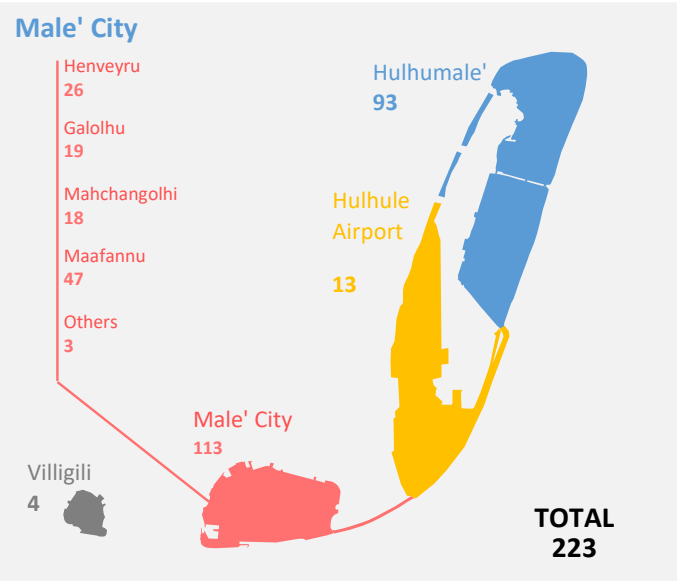 Male' City
Henveyru
26
Galolhu
19
Mahchangolhi
18
Maafannu
47
Others
3
Hulhumale'
93
Hulhule
Airport
13
Male' City
113
Villigili
4
TOTAL
223